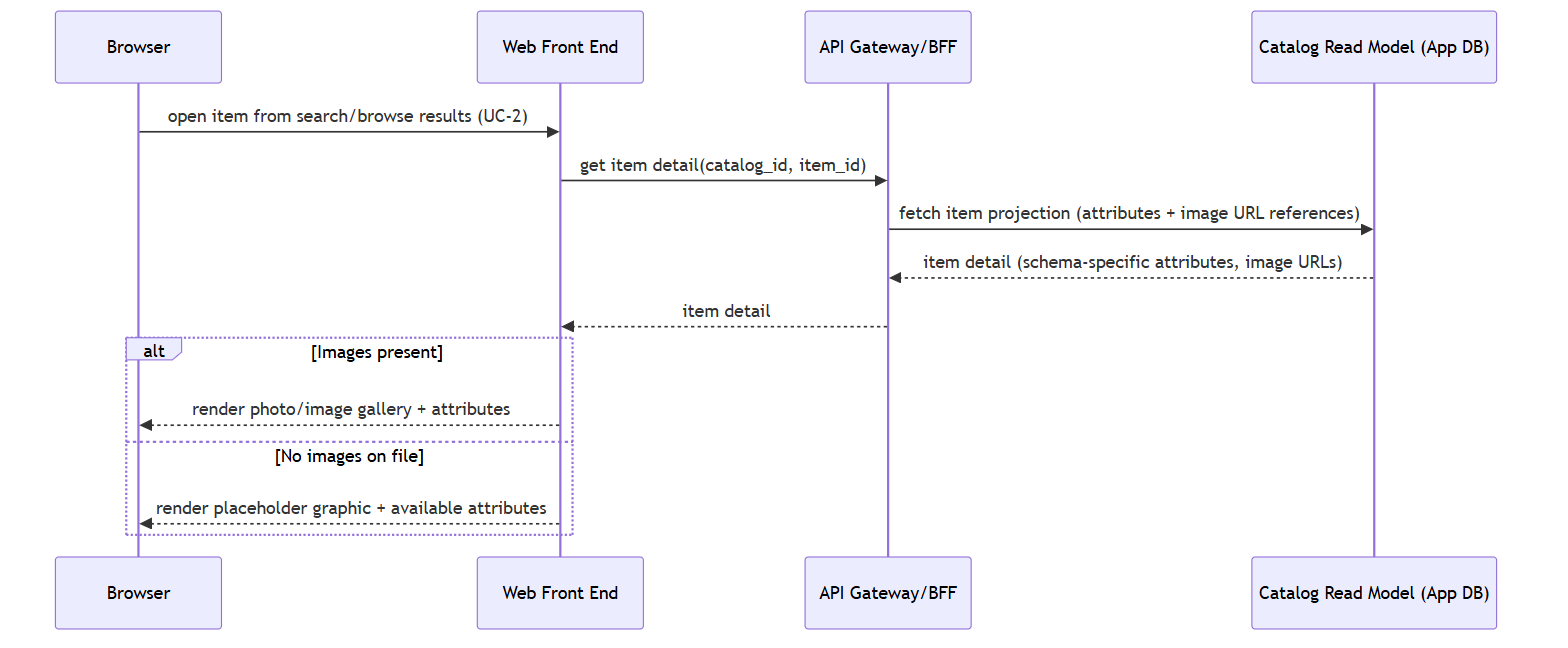 Browser
Web Front End
API Gateway/BFF
Catalog Read Model (App DB)
open item from search/browse results (UC-2)
get item detail(catalog_id, item_id)
fetch item projection (attributes + image URL references)
item detail (schema-specific attributes, image URLs)
item detail
alt
[Images present]
render photo/image gallery + attributes
[No images on file]
render placeholder graphic + available attributes
Browser
Web Front End
API Gateway/BFF
Catalog Read Model (App DB)